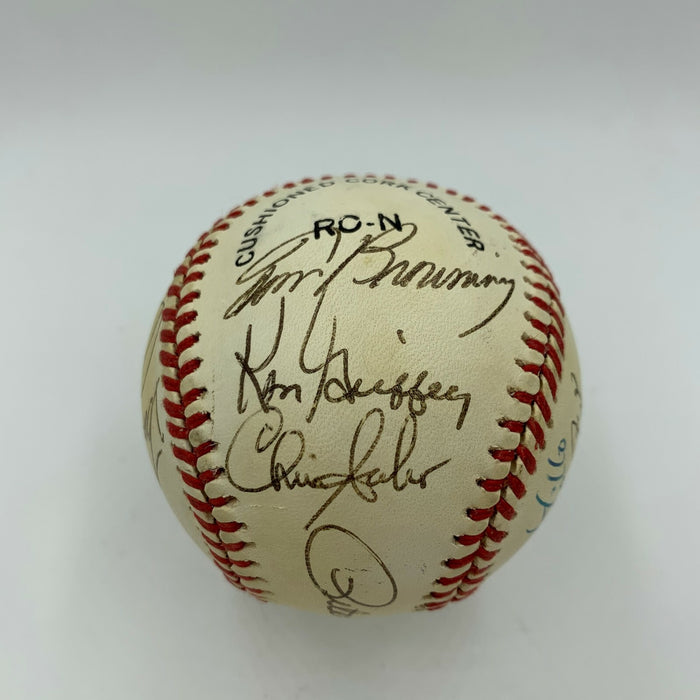 CUSHIONED CORK CENTER
RO-N
Tom Browning
Ken Griffey
Chris Sabo